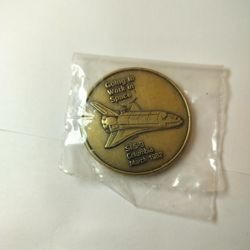 Going to
Work in
Space
STS-3
Columbia
March 1982